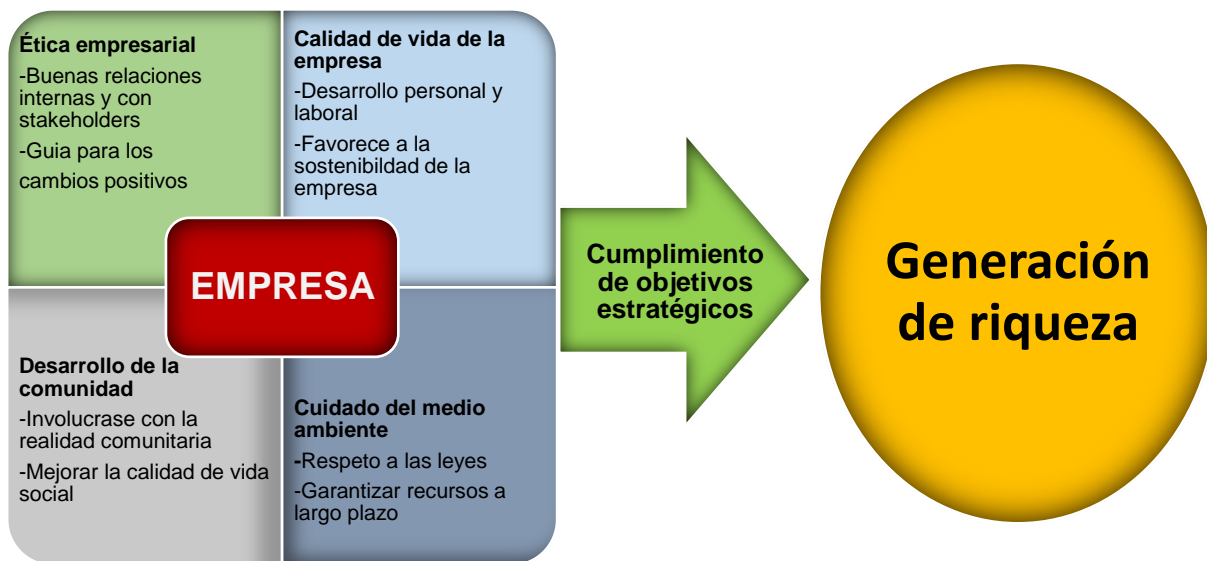 Ética empresarial
-Buenas relaciones
internas y con
stakeholders
-Guia para los
cambios positivos
Calidad de vida de la
empresa
-Desarrollo personal y
laboral
-Favorece a la
sostenibildad de la
empresa
EMPRESA
Desarrollo de la
comunidad
-Involucrase con la
realidad comunitaria
-Mejorar la calidad de vida
social
Cuidado del medio
ambiente
-Respeto a las leyes
-Garantizar recursos a
largo plazo
Cumplimiento
de objetivos
estratégicos
Generación
de riqueza